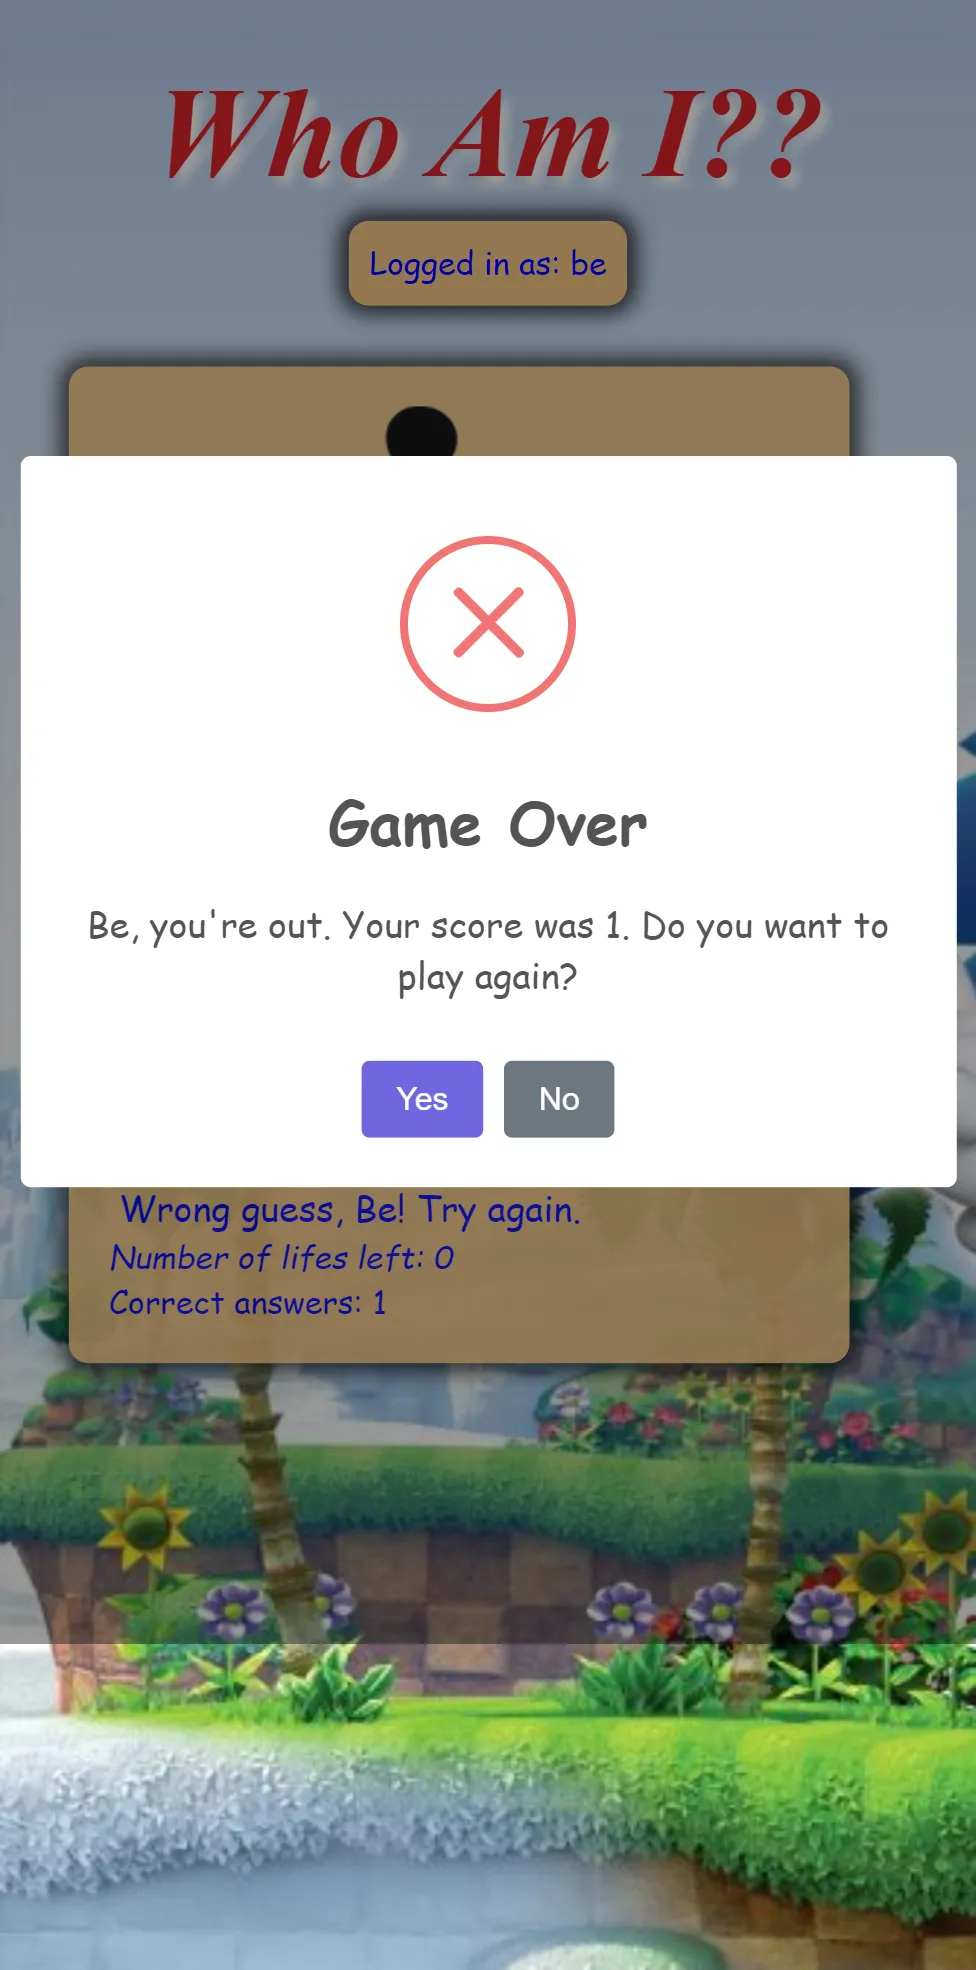 Who Am I??
Logged in as: be
Game Over
Be, you're out. Your score was 1. Do you want to
play again?
Yes No
Wrong guess, Be! Try again.
Number of lifes left: 0
Correct answers: 1